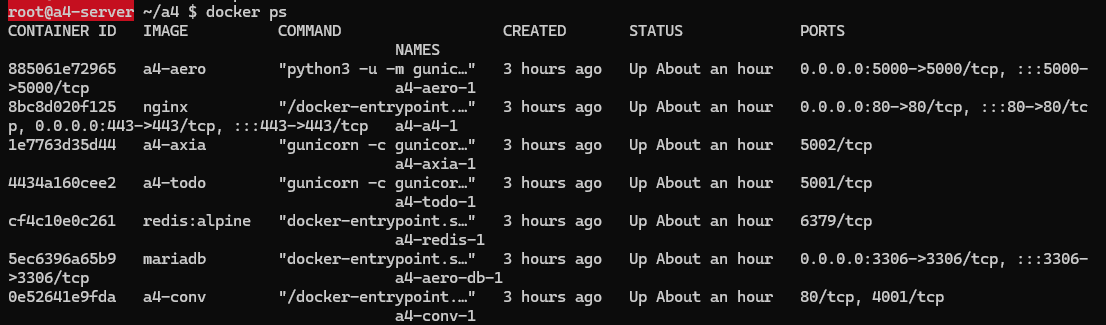 root@a4-server ~/a4 $ docker ps
CONTAINER ID   IMAGE          COMMAND                  CREATED       STATUS             PORTS
                                           NAMES
885061e72965   a4-aero        "python3 -u -m gunic…"   3 hours ago   Up About an hour   0.0.0.0:5000->5000/tcp, :::5000-
>5000/tcp                                  a4-aero-1
8bc8d020f125   nginx          "/docker-entrypoint.…"   3 hours ago   Up About an hour   0.0.0.0:80->80/tcp, :::80->80/tc
p, 0.0.0.0:443->443/tcp, :::443->443/tcp   a4-a4-1
1e7763d35d44   a4-axia        "gunicorn -c gunicor…"   3 hours ago   Up About an hour   5002/tcp
                                           a4-axia-1
4434a160cee2   a4-todo        "gunicorn -c gunicor…"   3 hours ago   Up About an hour   5001/tcp
                                           a4-todo-1
cf4c10e0c261   redis:alpine   "docker-entrypoint.s…"   3 hours ago   Up About an hour   6379/tcp
                                           a4-redis-1
5ec6396a65b9   mariadb        "docker-entrypoint.s…"   3 hours ago   Up About an hour   0.0.0.0:3306->3306/tcp, :::3306-
>3306/tcp                                  a4-aero-db-1
0e52641e9fda   a4-conv        "/docker-entrypoint.…"   3 hours ago   Up About an hour   80/tcp, 4001/tcp
                                           a4-conv-1